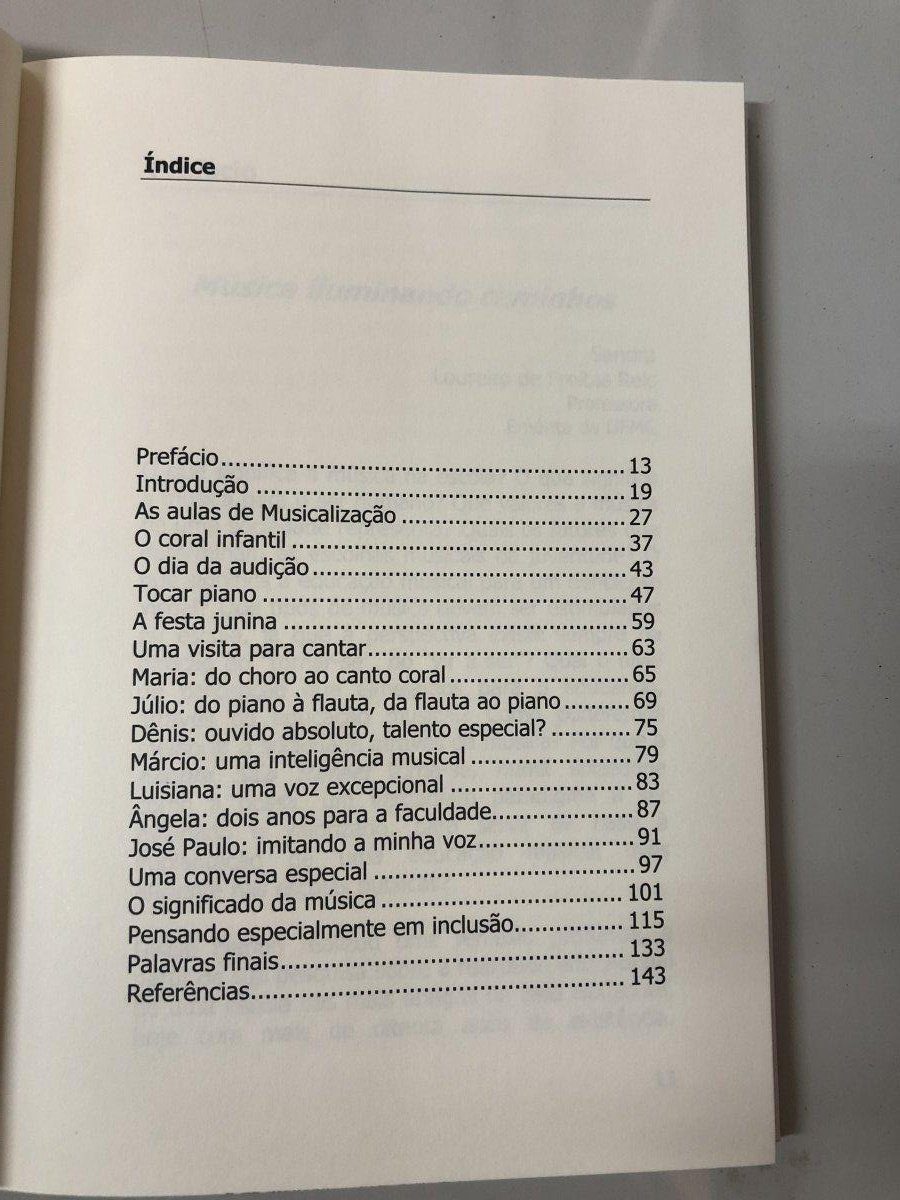 Índice
Prefácio............................................................ 13
Introdução ....................................................... 19
As aulas de Musicalização .................................. 27
O coral infantil .................................................. 37
O dia da audição............................................... 43
Tocar piano ...................................................... 47
A festa junina ................................................... 59
Uma visita para cantar....................................... 63
Maria: do choro ao canto coral ........................... 65
Júlio: do piano à flauta, da flauta ao piano .......... 69
Dênis: ouvido absoluto, talento especial? ............ 75
Márcio: uma inteligência musical ........................ 79
Luisiana: uma voz excepcional ........................... 83
Ângela: dois anos para a faculdade..................... 87
José Paulo: imitando a minha voz....................... 91
Uma conversa especial ...................................... 97
O significado da música ................................... 101
Pensando especialmente em inclusão................ 115
Palavras finais.................................................. 133
Referências...................................................... 143